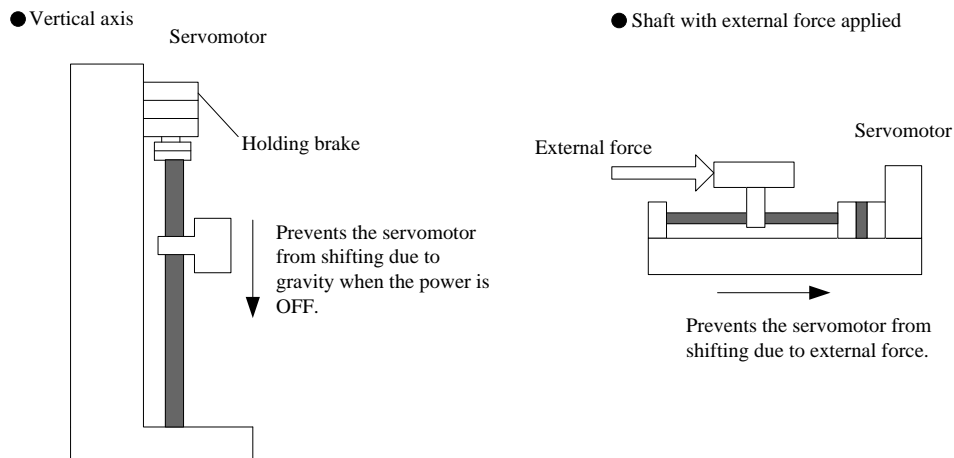 ● Vertical axis
Servomotor
Holding brake
Prevents the servomotor
from shifting due to
gravity when the power is
OFF.
● Shaft with external force applied
Servomotor
External force
Prevents the servomotor from
shifting due to external force.